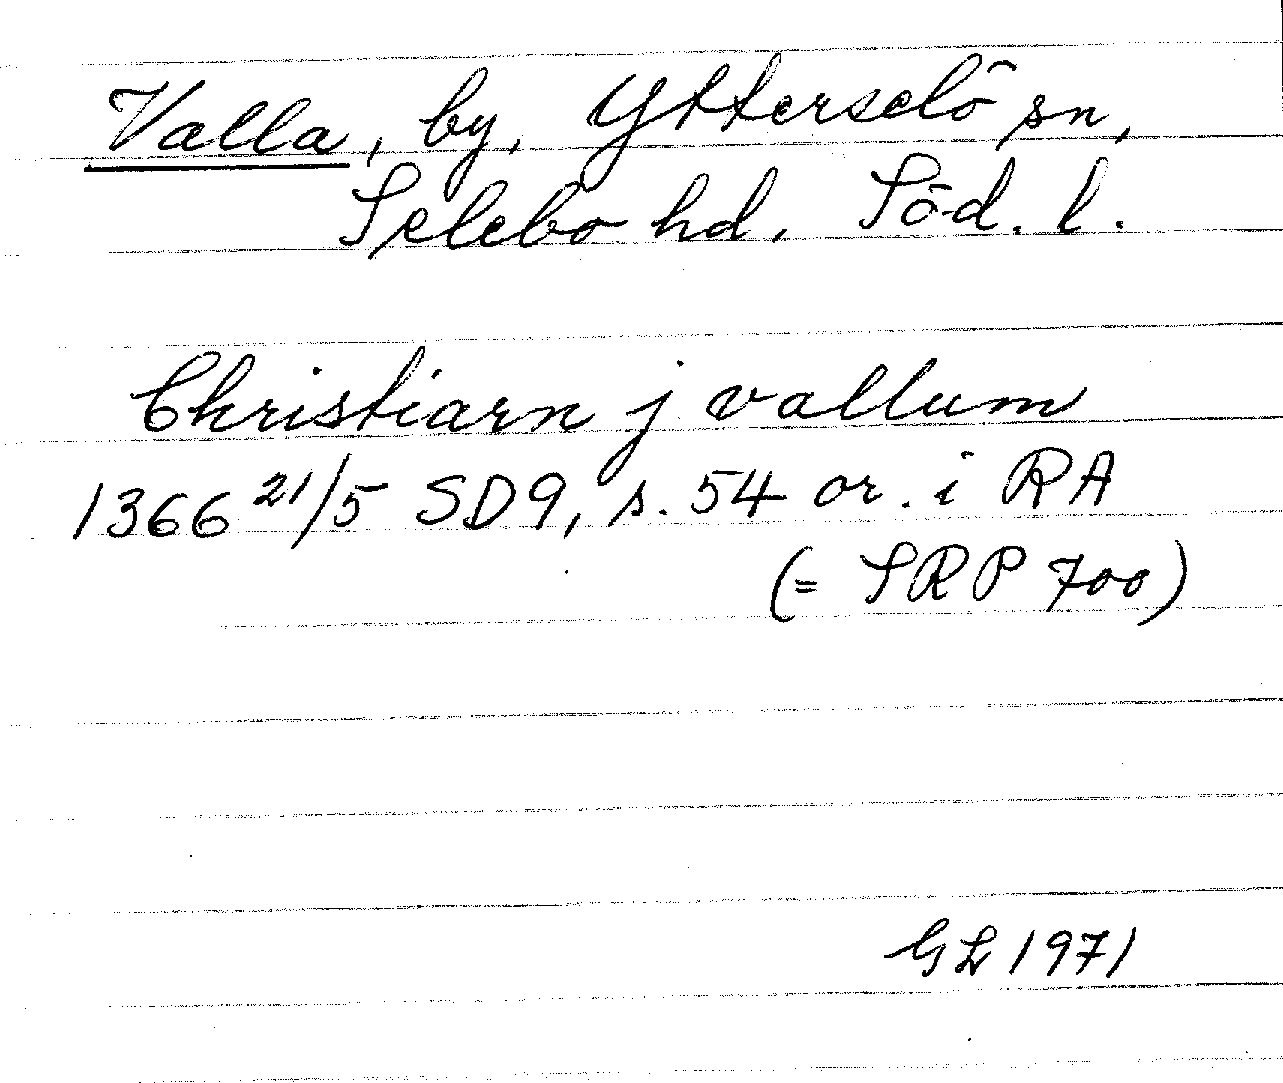 Valla, by, Ytterselö sn,
Selebo hd, Söd. l.
Christiarn j vallum
1366 21/5 SD9, s. 54 or. i RA
(= SRP 700)
GL 1971